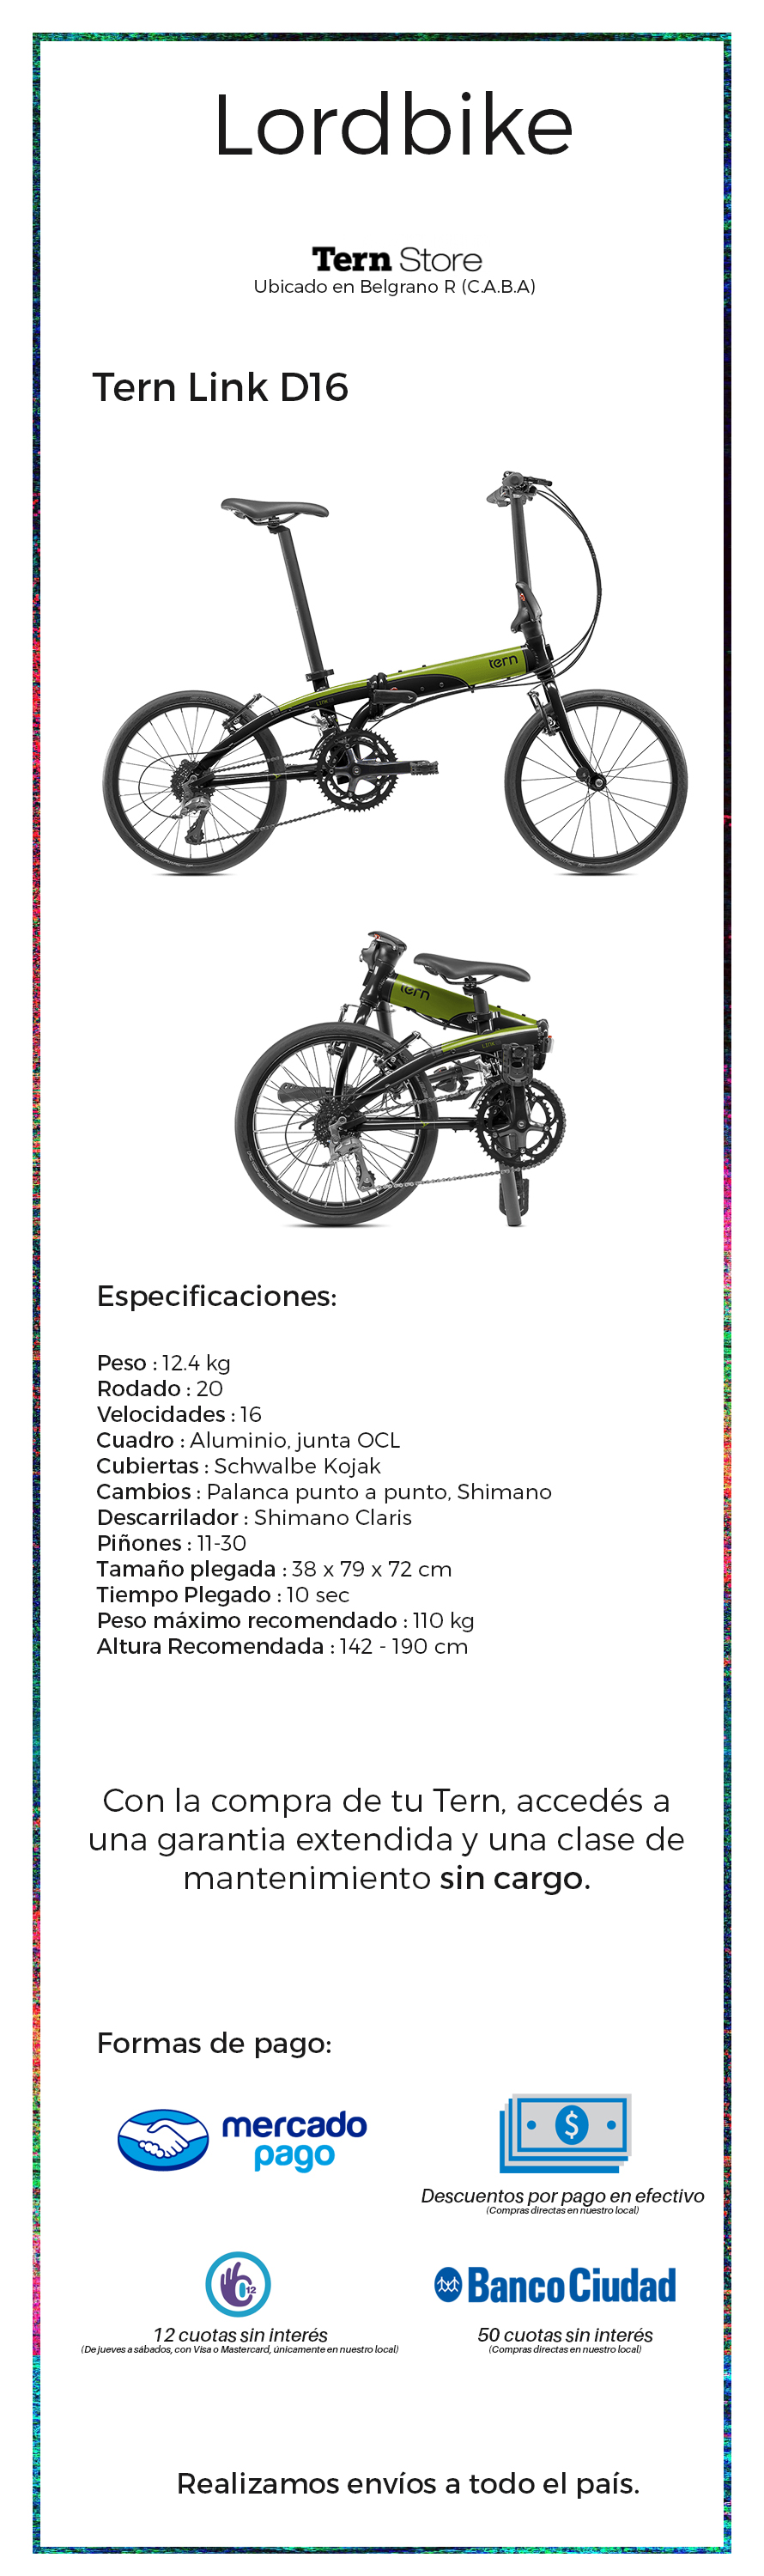 Lordbike
Tern Store
Ubicado en Belgrano R (C.A.B.A)
Tern Link D16
tern
LINK
tern
LINK
Especificaciones:
Peso : 12.4 kg
Rodado : 20
Velocidades : 16
Cuadro : Aluminio, junta OCL
Cubiertas : Schwalbe Kojak
Cambios : Palanca punto a punto, Shimano
Descarrilador : Shimano Claris
Piñones : 11-30
Tamaño plegada : 38 x 79 x 72 cm
Tiempo Plegado : 10 sec
Peso máximo recomendado : 110 kg
Altura Recomendada : 142 - 190 cm
Con la compra de tu Tern, accedés a
una garantia extendida y una clase de
mantenimiento sin cargo.
Formas de pago:
mercado
pago
$
Descuentos por pago en efectivo
(Compras directas en nuestro local)
12
12 cuotas sin interés
(De jueves a sábados, con Visa o Mastercard, únicamente en nuestro local)
Banco Ciudad
50 cuotas sin interés
(Compras directas en nuestro local)
Realizamos envíos a todo el país.